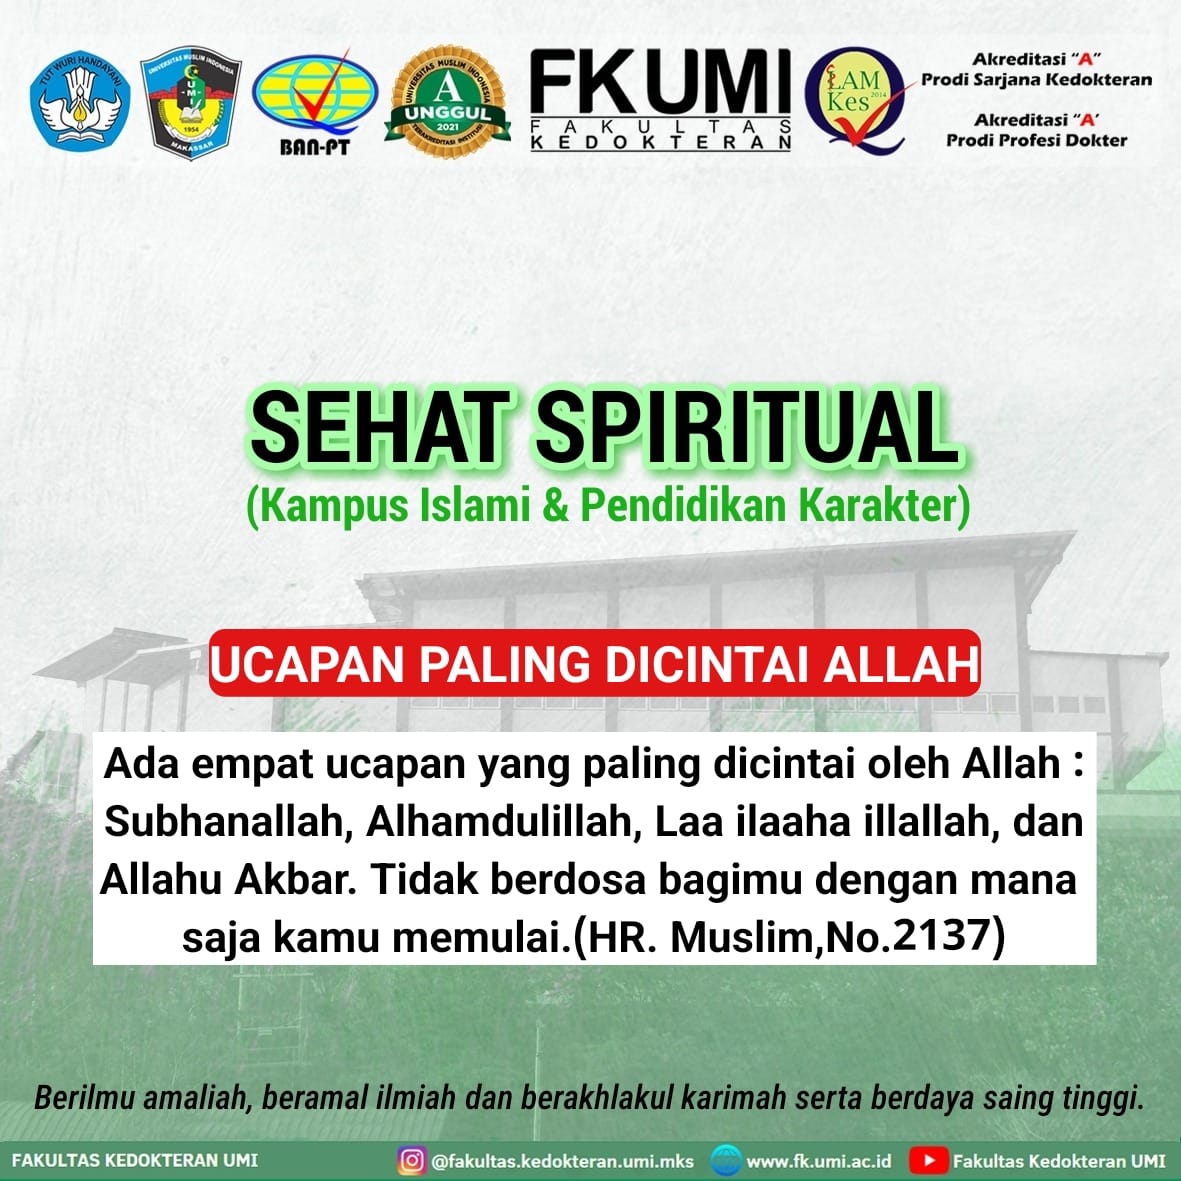 TUT WURI HANDAYANI
UNIVERSITAS MUSLIM INDONESIA
UMI
1954
MAKASSAR
BAN-PT
UNIVERSITAS MUSLIM INDONESIA
A
UNGGUL
2021
TERAKREDITASI INSTITUSI
FKUMI
FAKULTAS
KEDOKTERAN
LAM
Kes
2014
Akreditasi “A”
Prodi Sarjana Kedokteran
Akreditasi “A’
Prodi Profesi Dokter
SEHAT SPIRITUAL
(Kampus Islami & Pendidikan Karakter)
UCAPAN PALING DICINTAI ALLAH
Ada empat ucapan yang paling dicintai oleh Allah :
Subhanallah, Alhamdulillah, Laa ilaaha illallah, dan
Allahu Akbar. Tidak berdosa bagimu dengan mana
saja kamu memulai.(HR. Muslim,No.2137)
Berilmu amaliah, beramal ilmiah dan berakhlakul karimah serta berdaya saing tinggi.
FAKULTAS KEDOKTERAN UMI
@fakultas.kedokteran.umi.mks
www.fk.umi.ac.id
Fakultas Kedokteran UMI